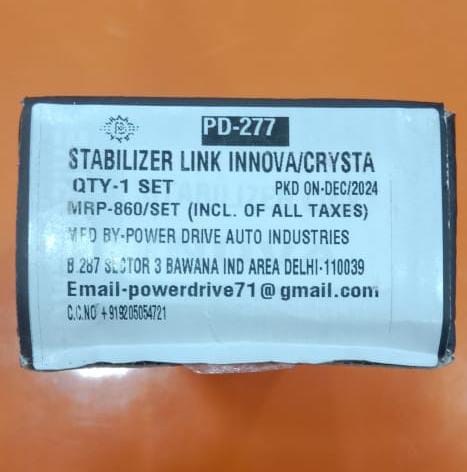 PD-277
STABILIZER LINK INNOVA/CRYSTA
QTY-1 SET PKD ON-DEC/2024
MRP-860/SET (INCL. OF ALL TAXES)
MFD BY-POWER DRIVE AUTO INDUSTRIES
B.287 SECTOR 3 BAWANA IND AREA DELHI-110039
Email-powerdrive71@gmail.com
C.C.NO +919205054721